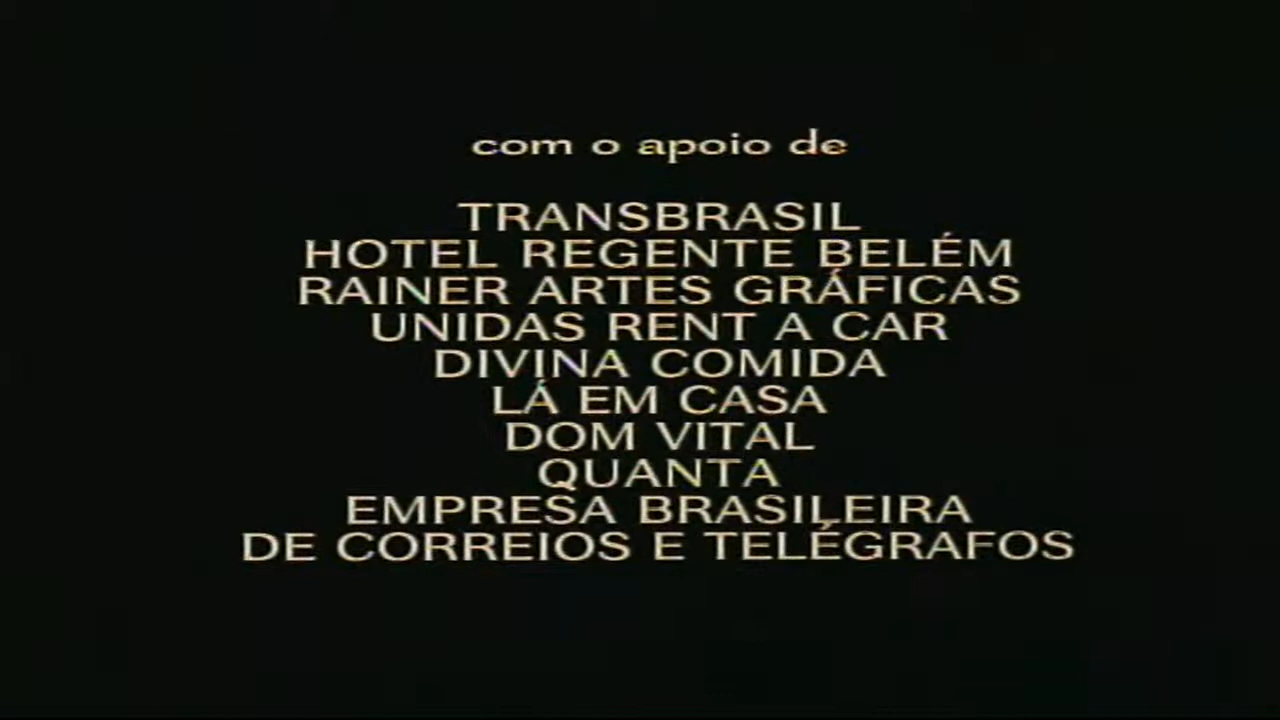 com o apoio de
TRANSBRASIL
HOTEL REGENTE BELÉM
RAINER ARTES GRÁFICAS
UNIDAS RENT A CAR
DIVINA COMIDA
LÁ EM CASA
DOM VITAL
QUANTA
EMPRESA BRASILEIRA
DE CORREIOS E TELÉGRAFOS